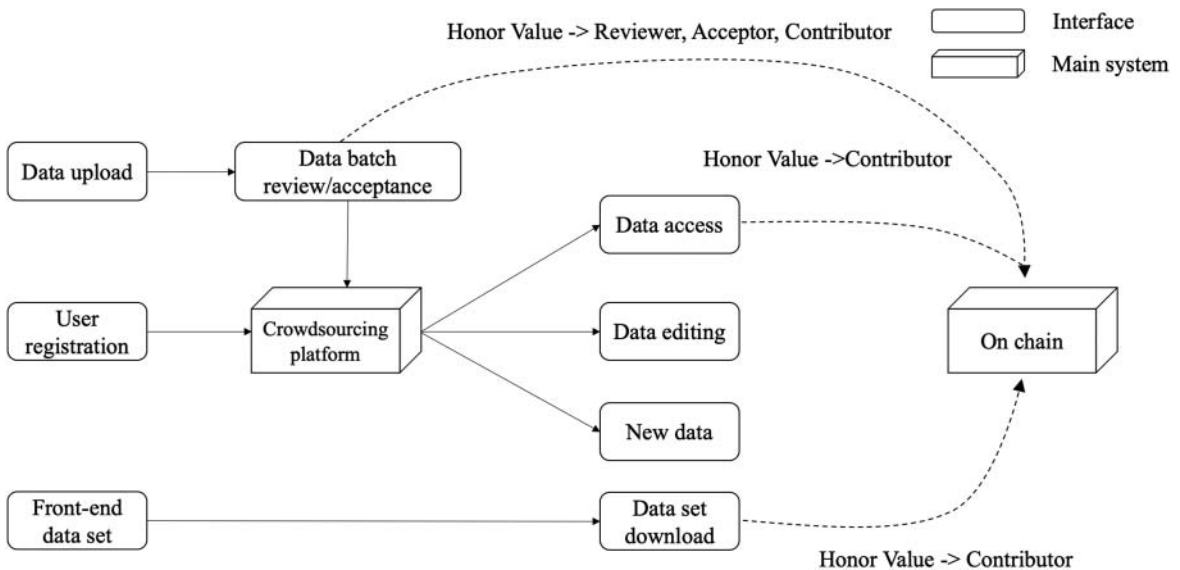 Honor Value -> Reviewer, Acceptor, Contributor
Interface
Main system
Data upload
Data batch
review/acceptance
Honor Value ->Contributor
Data access
User
registration
Crowdsourcing
platform
Data editing
On chain
New data
Front-end
data set
Data set
download
Honor Value -> Contributor